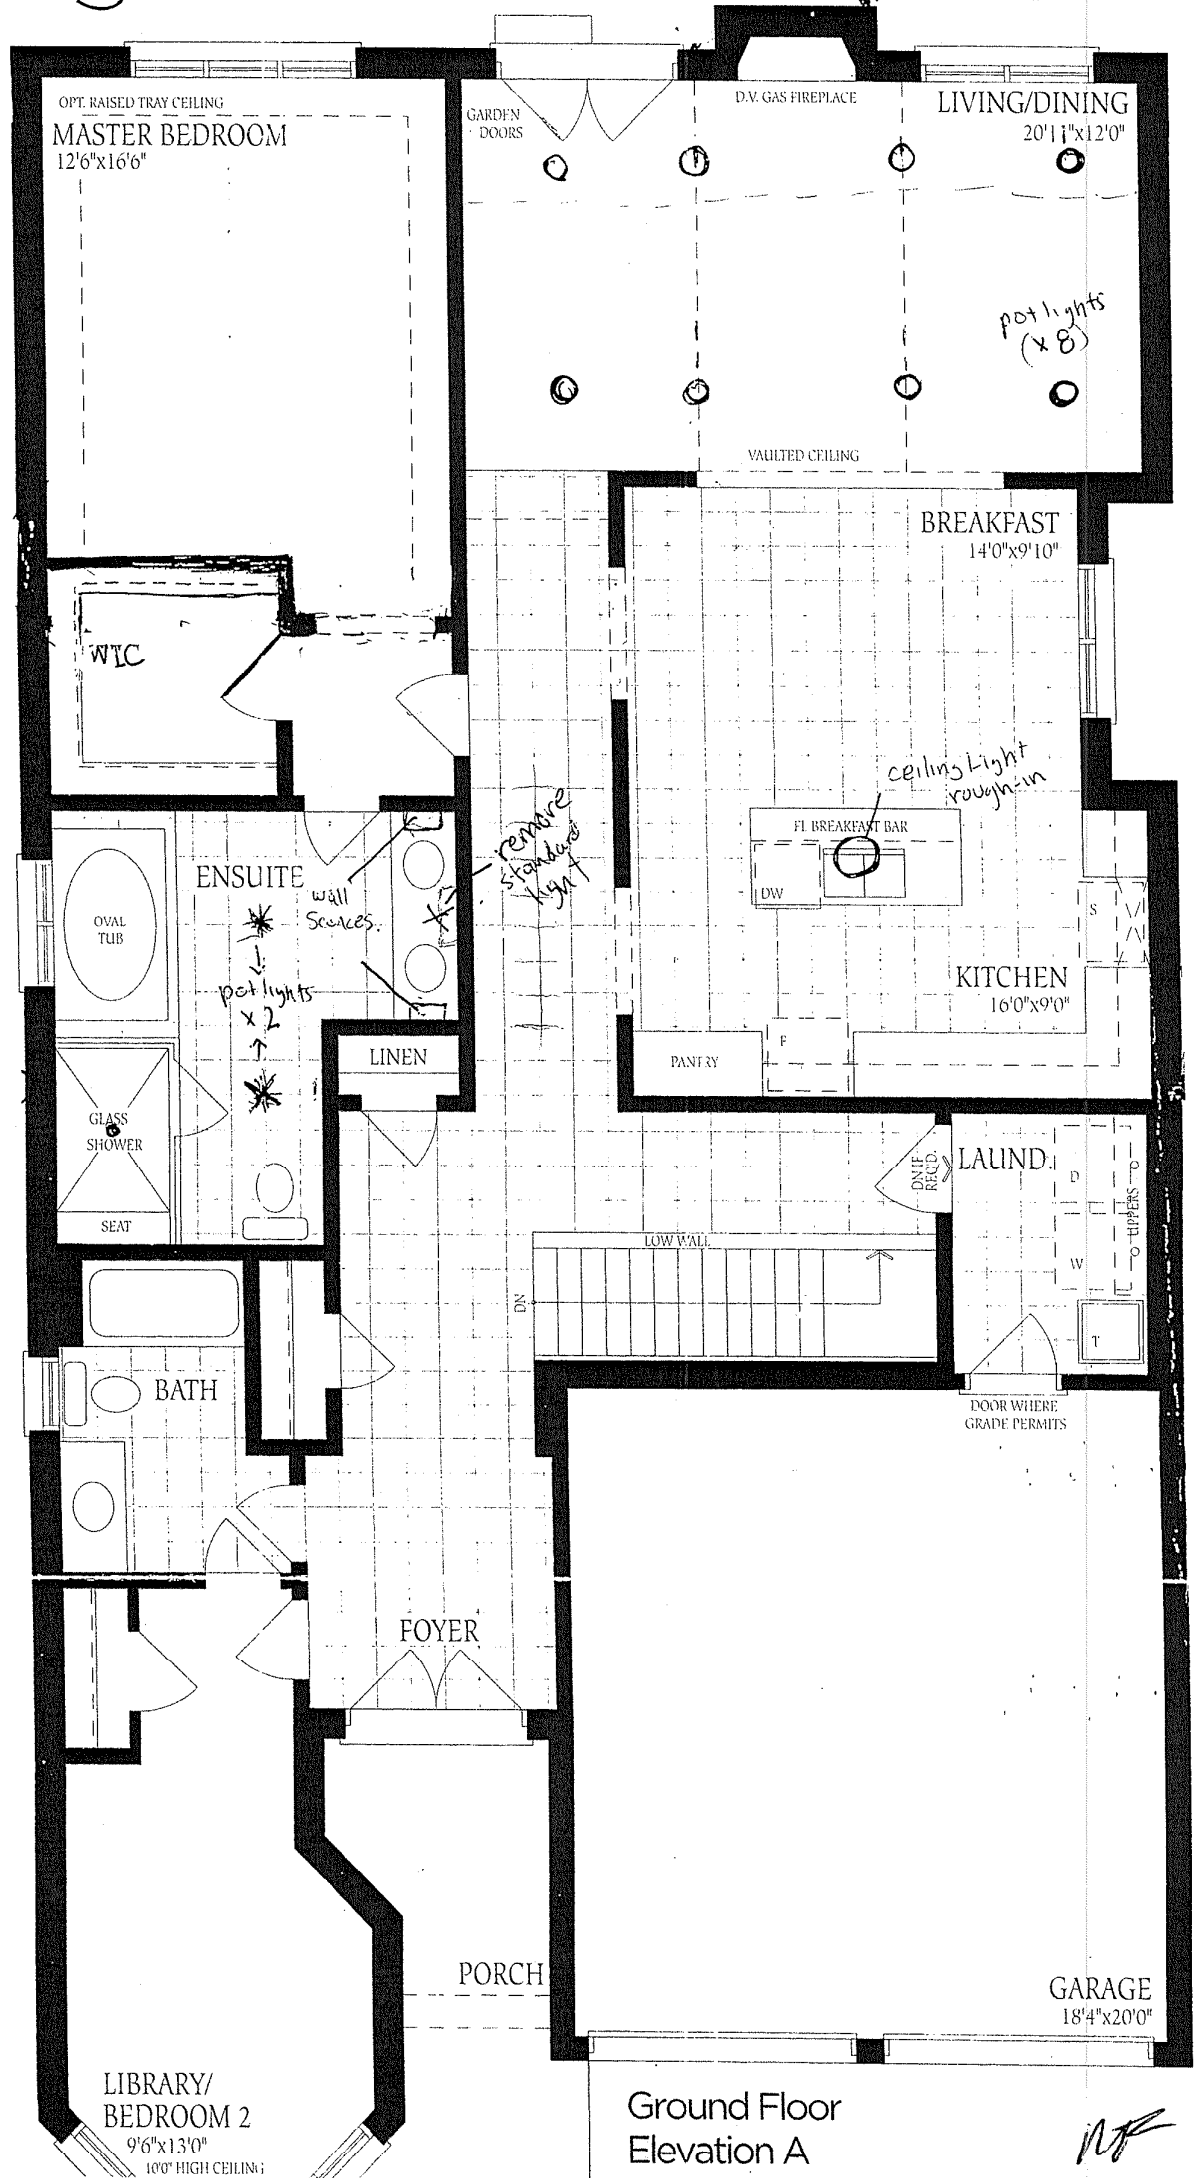 OPT. RAISED TRAY CEILING
MASTER BEDROOM
12'6"x16'6"
GARDEN
DOORS
D.V. GAS FIREPLACE
LIVING/DINING
20'11"x12'0"
pot lights
(x 8)
VAULTED CEILING
BREAKFAST
14'0"x9'10"
WIC
ceiling Light
rough-in
FL BREAKFAST BAR
DW
S
remove
standard
light
ENSUITE
wall
Sconces.
OVAL
TUB
pot lights
x 2
KITCHEN
16'0"x9'0"
PANTRY
F
LINEN
GLASS
SHOWER
SEAT
DN IF
REQ'D.
LAUND.
D
UPPERS
W
T
LOW WALL
DN
BATH
DOOR WHERE
GRADE PERMITS
FOYER
PORCH
GARAGE
18'4"x20'0"
LIBRARY/
BEDROOM 2
9'6"x13'0"
10'0" HIGH CEILING
Ground Floor
Elevation A